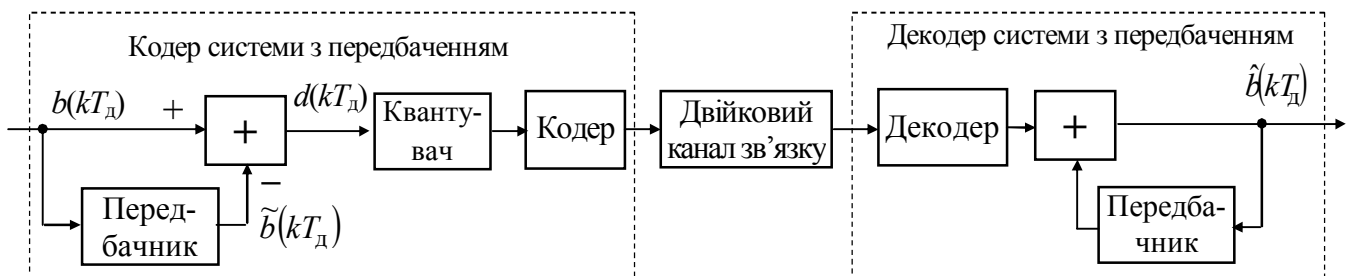 Кодер системи з передбаченням
Декодер системи з передбаченням
b(kTд)
+
+
d(kTд)
Кванту-
вач
Кодер
Двійковий
канал зв’язку
Декодер
+
b̂(kTд)
−
Перед-
бачник
b̃(kTд)
Передба-
чник